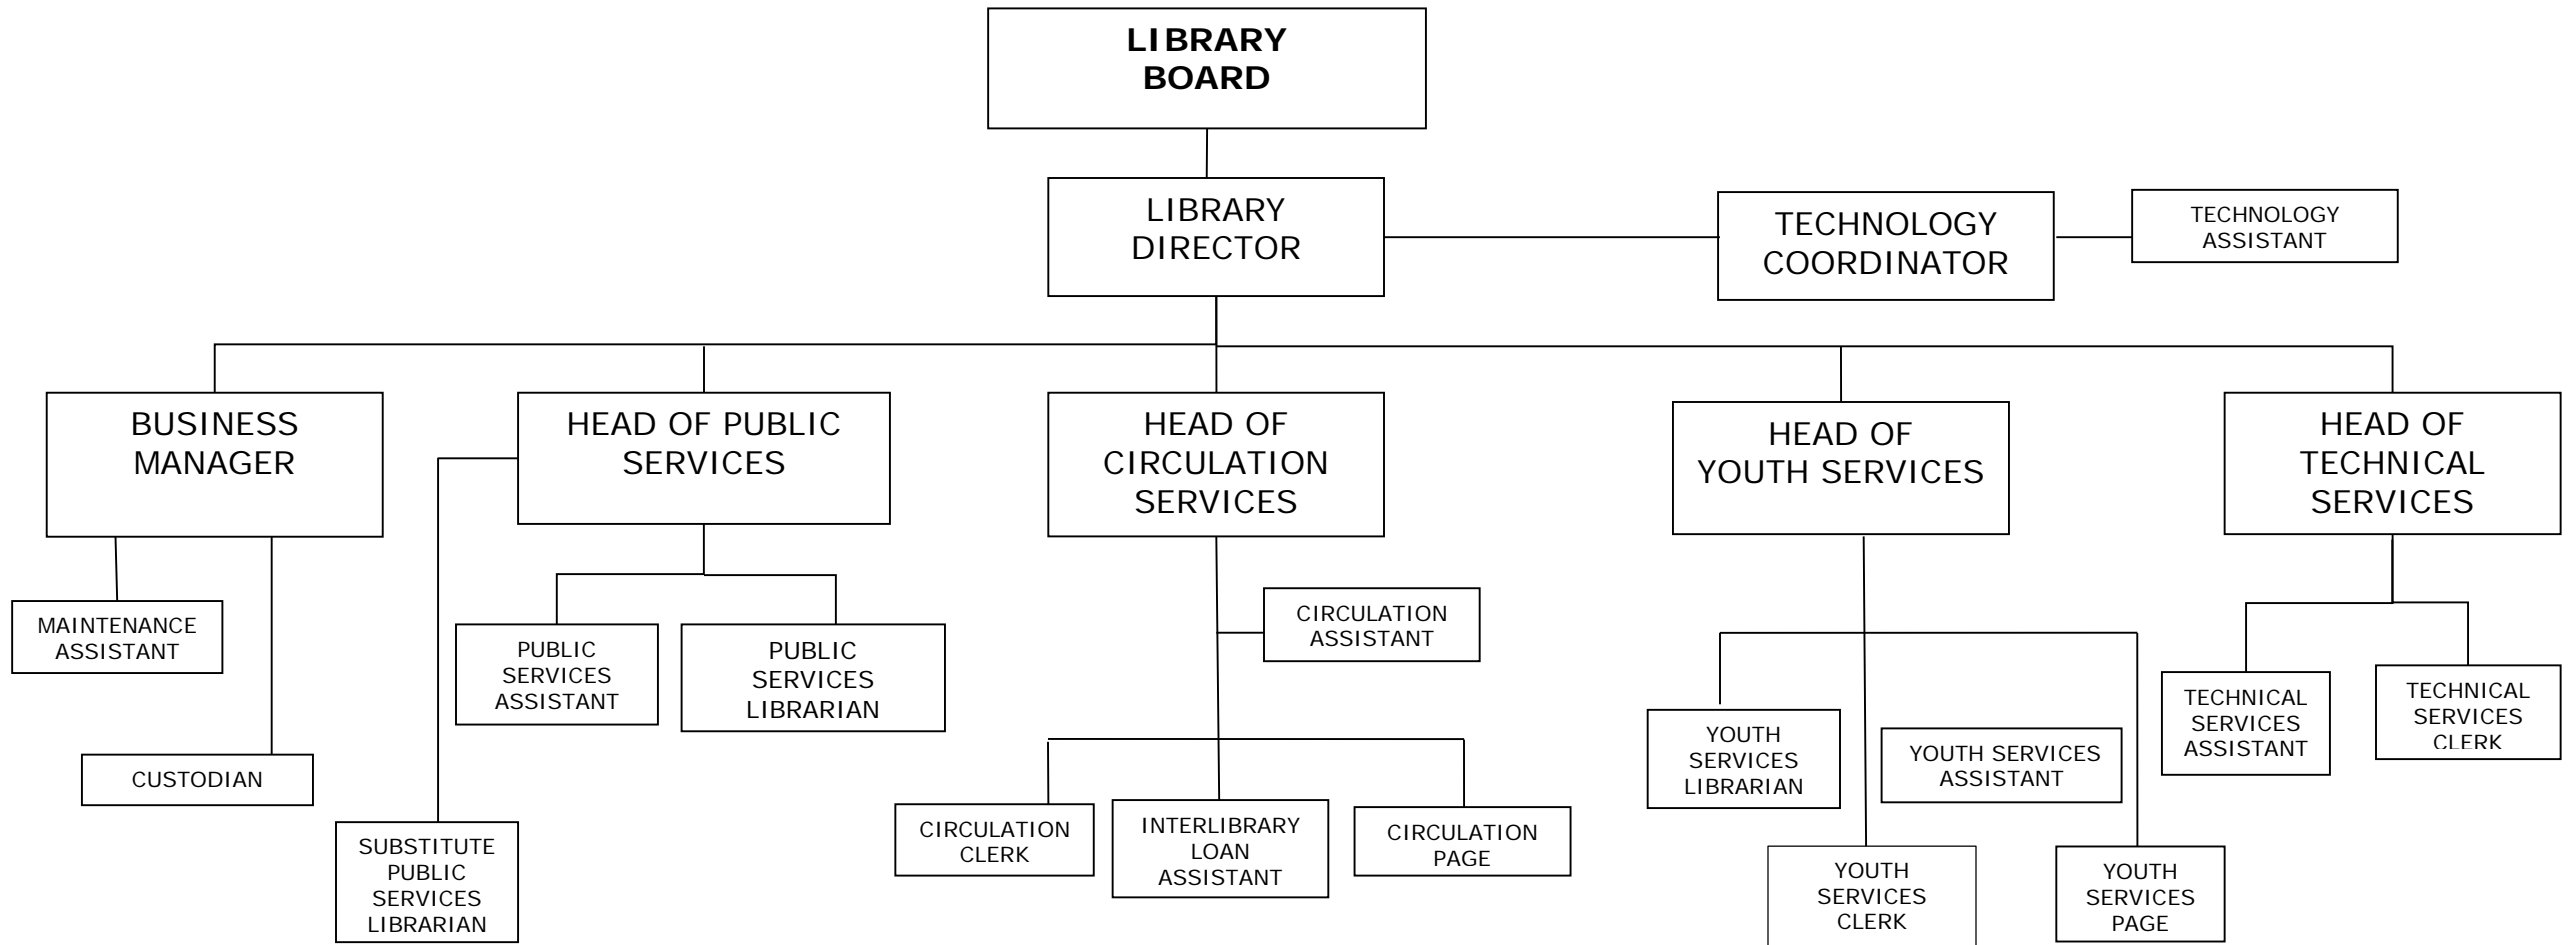 LIBRARY
BOARD
LIBRARY
DIRECTOR
TECHNOLOGY
COORDINATOR
TECHNOLOGY
ASSISTANT
BUSINESS
MANAGER
HEAD OF PUBLIC
SERVICES
HEAD OF
CIRCULATION
SERVICES
HEAD OF
YOUTH SERVICES
HEAD OF
TECHNICAL
SERVICES
MAINTENANCE
ASSISTANT
CUSTODIAN
SUBSTITUTE
PUBLIC
SERVICES
LIBRARIAN
PUBLIC
SERVICES
ASSISTANT
PUBLIC
SERVICES
LIBRARIAN
CIRCULATION
ASSISTANT
CIRCULATION
CLERK
INTERLIBRARY
LOAN
ASSISTANT
CIRCULATION
PAGE
YOUTH
SERVICES
LIBRARIAN
YOUTH SERVICES
ASSISTANT
YOUTH
SERVICES
CLERK
YOUTH
SERVICES
PAGE
TECHNICAL
SERVICES
ASSISTANT
TECHNICAL
SERVICES
CLERK